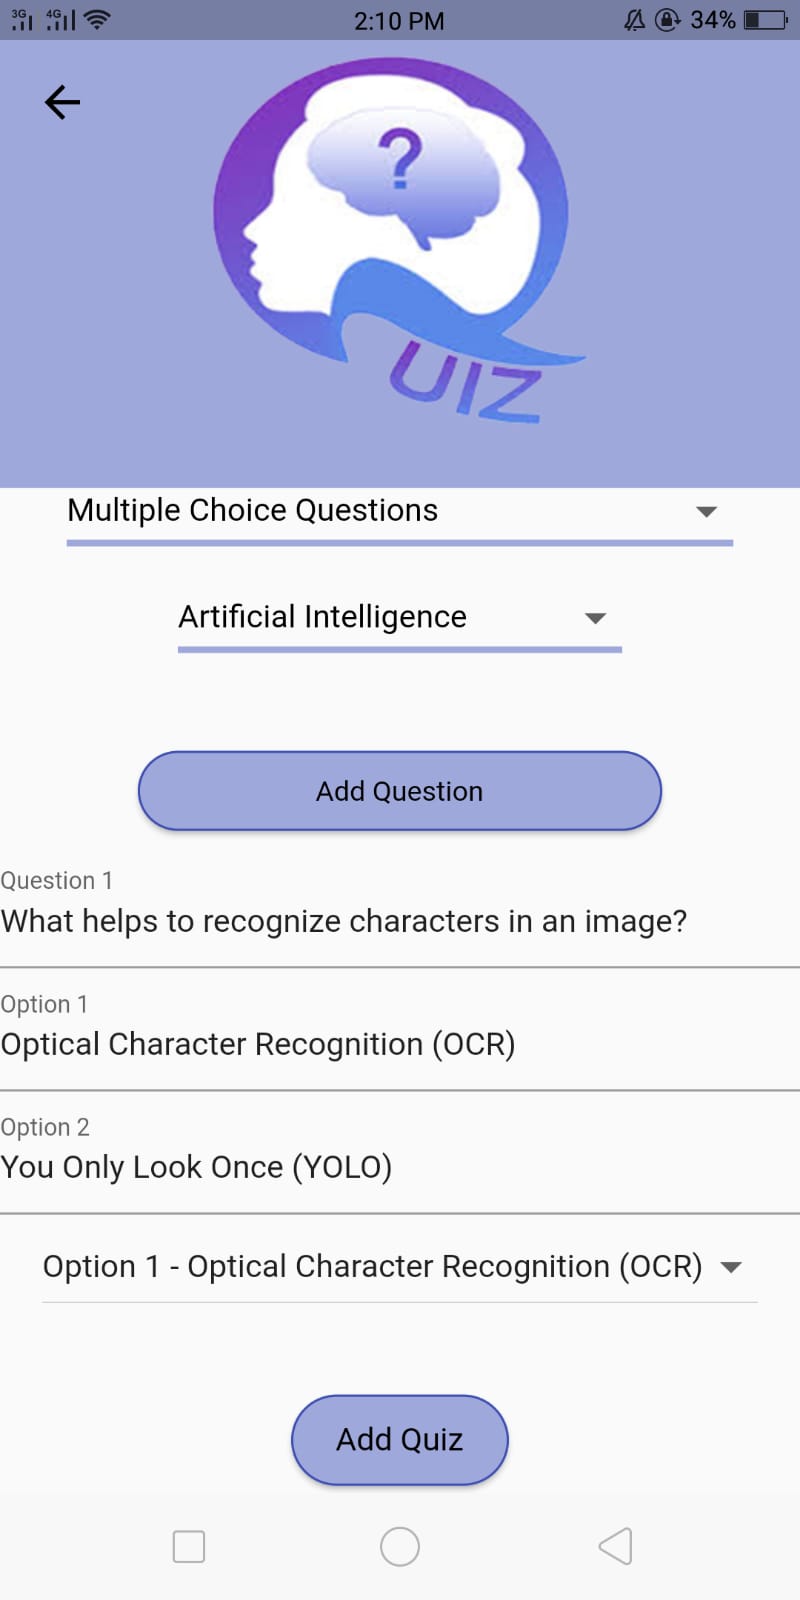 3G 4G 2:10 PM 34%
?
UIZ
Multiple Choice Questions
Artificial Intelligence
Add Question
Question 1
What helps to recognize characters in an image?
Option 1
Optical Character Recognition (OCR)
Option 2
You Only Look Once (YOLO)
Option 1 - Optical Character Recognition (OCR)
Add Quiz